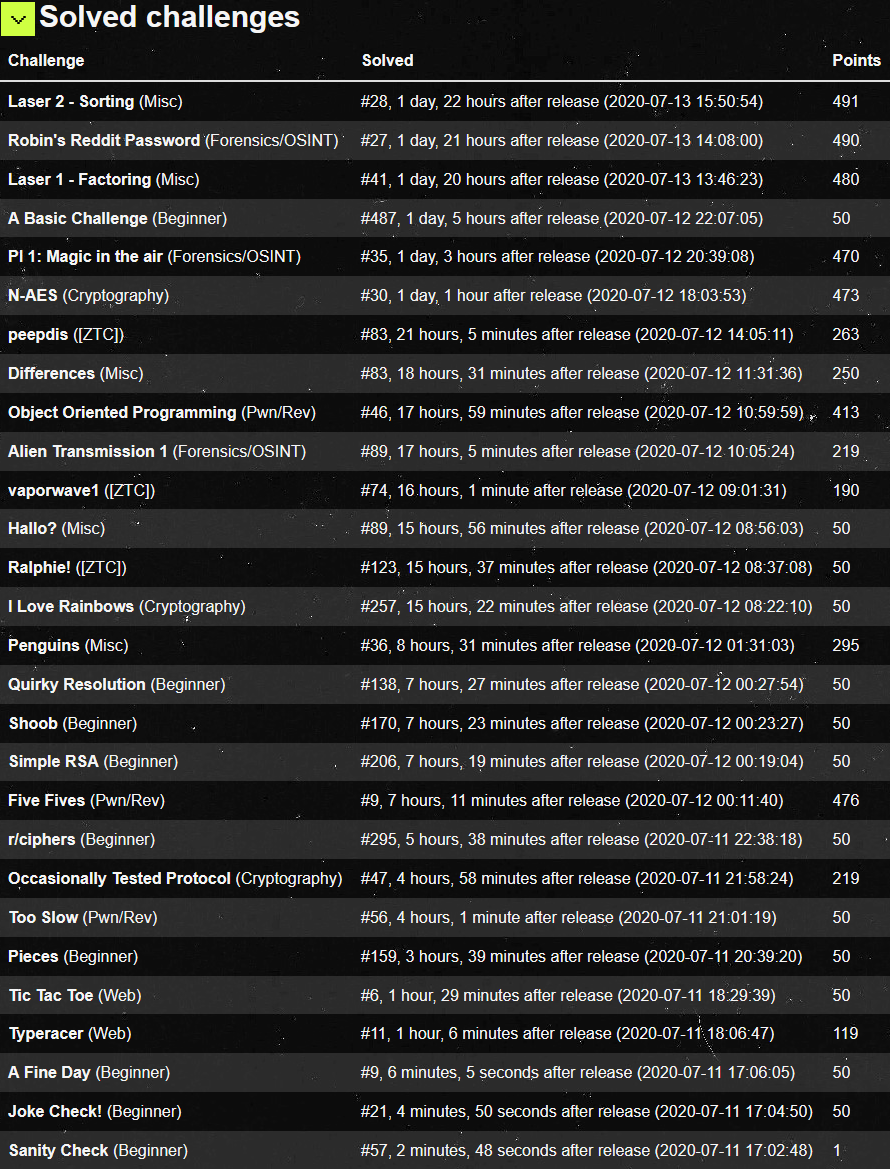 Solved challenges
Challenge Solved Points
Laser 2 - Sorting (Misc) #28, 1 day, 22 hours after release (2020-07-13 15:50:54) 491
Robin's Reddit Password (Forensics/OSINT) #27, 1 day, 21 hours after release (2020-07-13 14:08:00) 490
Laser 1 - Factoring (Misc) #41, 1 day, 20 hours after release (2020-07-13 13:46:23) 480
A Basic Challenge (Beginner) #487, 1 day, 5 hours after release (2020-07-12 22:07:05) 50
PI 1: Magic in the air (Forensics/OSINT) #35, 1 day, 3 hours after release (2020-07-12 20:39:08) 470
N-AES (Cryptography) #30, 1 day, 1 hour after release (2020-07-12 18:03:53) 473
peepdis ([ZTC]) #83, 21 hours, 5 minutes after release (2020-07-12 14:05:11) 263
Differences (Misc) #83, 18 hours, 31 minutes after release (2020-07-12 11:31:36) 250
Object Oriented Programming (Pwn/Rev) #46, 17 hours, 59 minutes after release (2020-07-12 10:59:59) 413
Alien Transmission 1 (Forensics/OSINT) #89, 17 hours, 5 minutes after release (2020-07-12 10:05:24) 219
vaporwave1 ([ZTC]) #74, 16 hours, 1 minute after release (2020-07-12 09:01:31) 190
Hallo? (Misc) #89, 15 hours, 56 minutes after release (2020-07-12 08:56:03) 50
Ralphie! ([ZTC]) #123, 15 hours, 37 minutes after release (2020-07-12 08:37:08) 50
I Love Rainbows (Cryptography) #257, 15 hours, 22 minutes after release (2020-07-12 08:22:10) 50
Penguins (Misc) #36, 8 hours, 31 minutes after release (2020-07-12 01:31:03) 295
Quirky Resolution (Beginner) #138, 7 hours, 27 minutes after release (2020-07-12 00:27:54) 50
Shoob (Beginner) #170, 7 hours, 23 minutes after release (2020-07-12 00:23:27) 50
Simple RSA (Beginner) #206, 7 hours, 19 minutes after release (2020-07-12 00:19:04) 50
Five Fives (Pwn/Rev) #9, 7 hours, 11 minutes after release (2020-07-12 00:11:40) 476
r/ciphers (Beginner) #295, 5 hours, 38 minutes after release (2020-07-11 22:38:18) 50
Occasionally Tested Protocol (Cryptography) #47, 4 hours, 58 minutes after release (2020-07-11 21:58:24) 219
Too Slow (Pwn/Rev) #56, 4 hours, 1 minute after release (2020-07-11 21:01:19) 50
Pieces (Beginner) #159, 3 hours, 39 minutes after release (2020-07-11 20:39:20) 50
Tic Tac Toe (Web) #6, 1 hour, 29 minutes after release (2020-07-11 18:29:39) 50
Typeracer (Web) #11, 1 hour, 6 minutes after release (2020-07-11 18:06:47) 119
A Fine Day (Beginner) #9, 6 minutes, 5 seconds after release (2020-07-11 17:06:05) 50
Joke Check! (Beginner) #21, 4 minutes, 50 seconds after release (2020-07-11 17:04:50) 50
Sanity Check (Beginner) #57, 2 minutes, 48 seconds after release (2020-07-11 17:02:48) 1